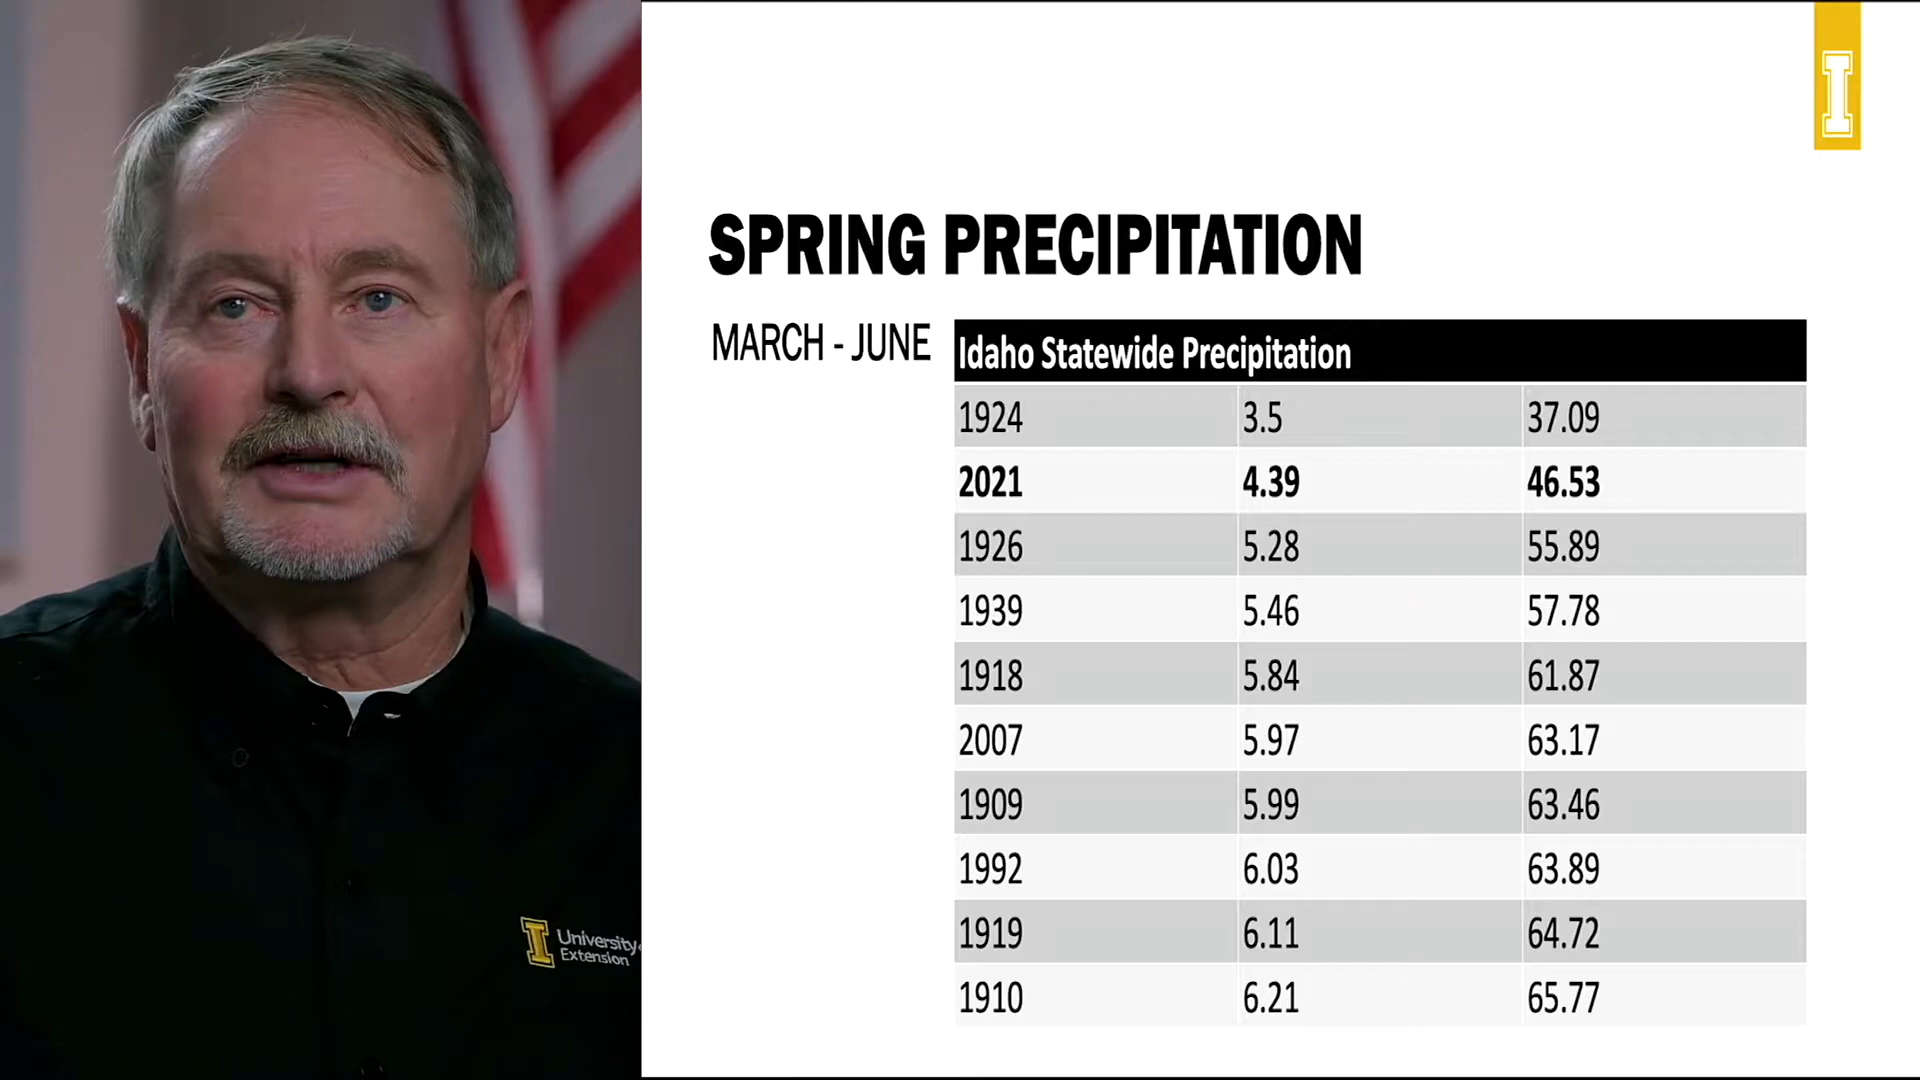 I
SPRING PRECIPITATION
MARCH - JUNE
Idaho Statewide Precipitation
1924 3.5 37.09
2021 4.39 46.53
1926 5.28 55.89
1939 5.46 57.78
1918 5.84 61.87
2007 5.97 63.17
1909 5.99 63.46
1992 6.03 63.89
1919 6.11 64.72
1910 6.21 65.77
I University
Extension